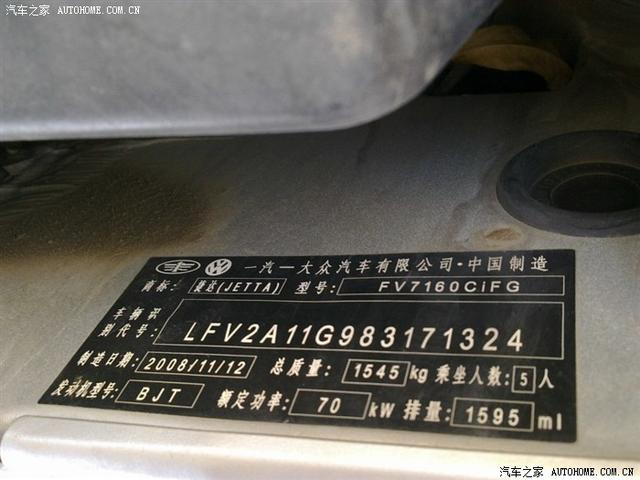 汽车之家 AUTOHOME.COM.CN
一汽－大众汽车有限公司·中国制造
商标: 捷达(JETTA) 型号: FV7160CiFG
车辆识别代号: LFV2A11G983171324
制造日期: 2008/11/12 总质量: 1545 kg 乘坐人数: 5 人
发动机型号: BJT 额定功率: 70 kW 排量: 1595 ml
汽车之家 AUTOHOME.COM.CN